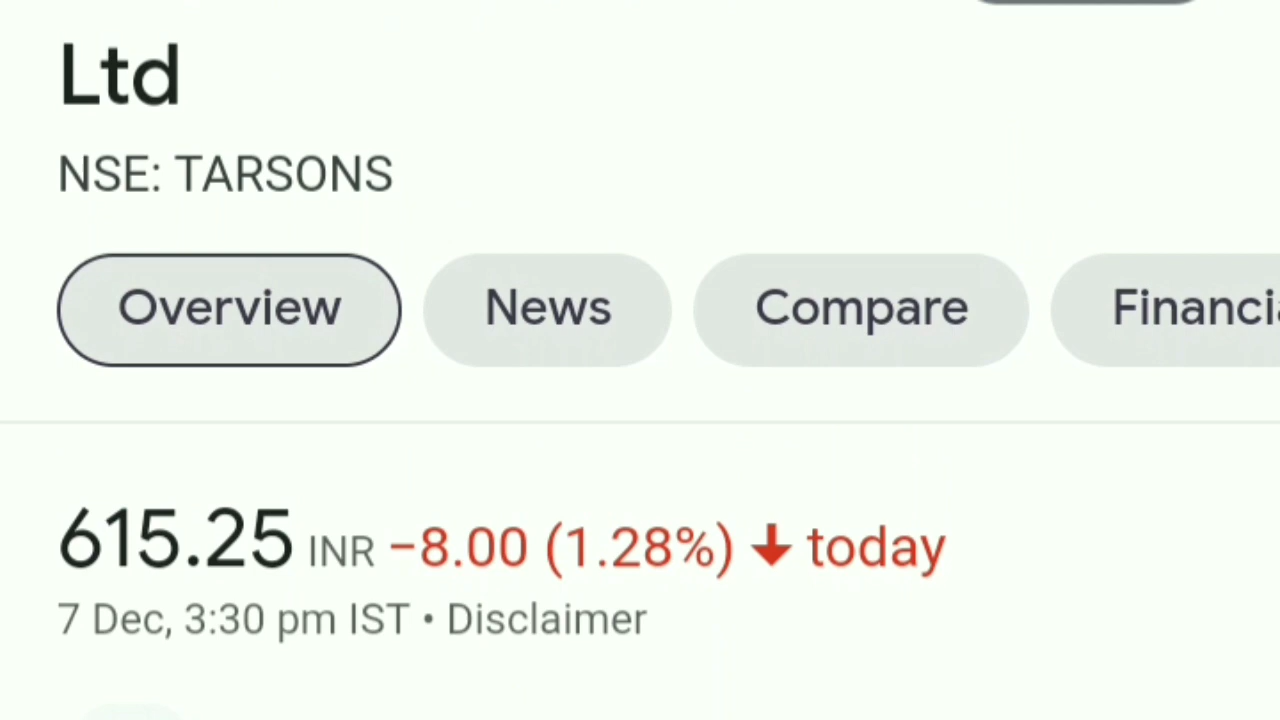 Ltd
NSE: TARSONS
Overview News Compare
615.25 INR −8.00 (1.28%) ↓ today
7 Dec, 3:30 pm IST • Disclaimer